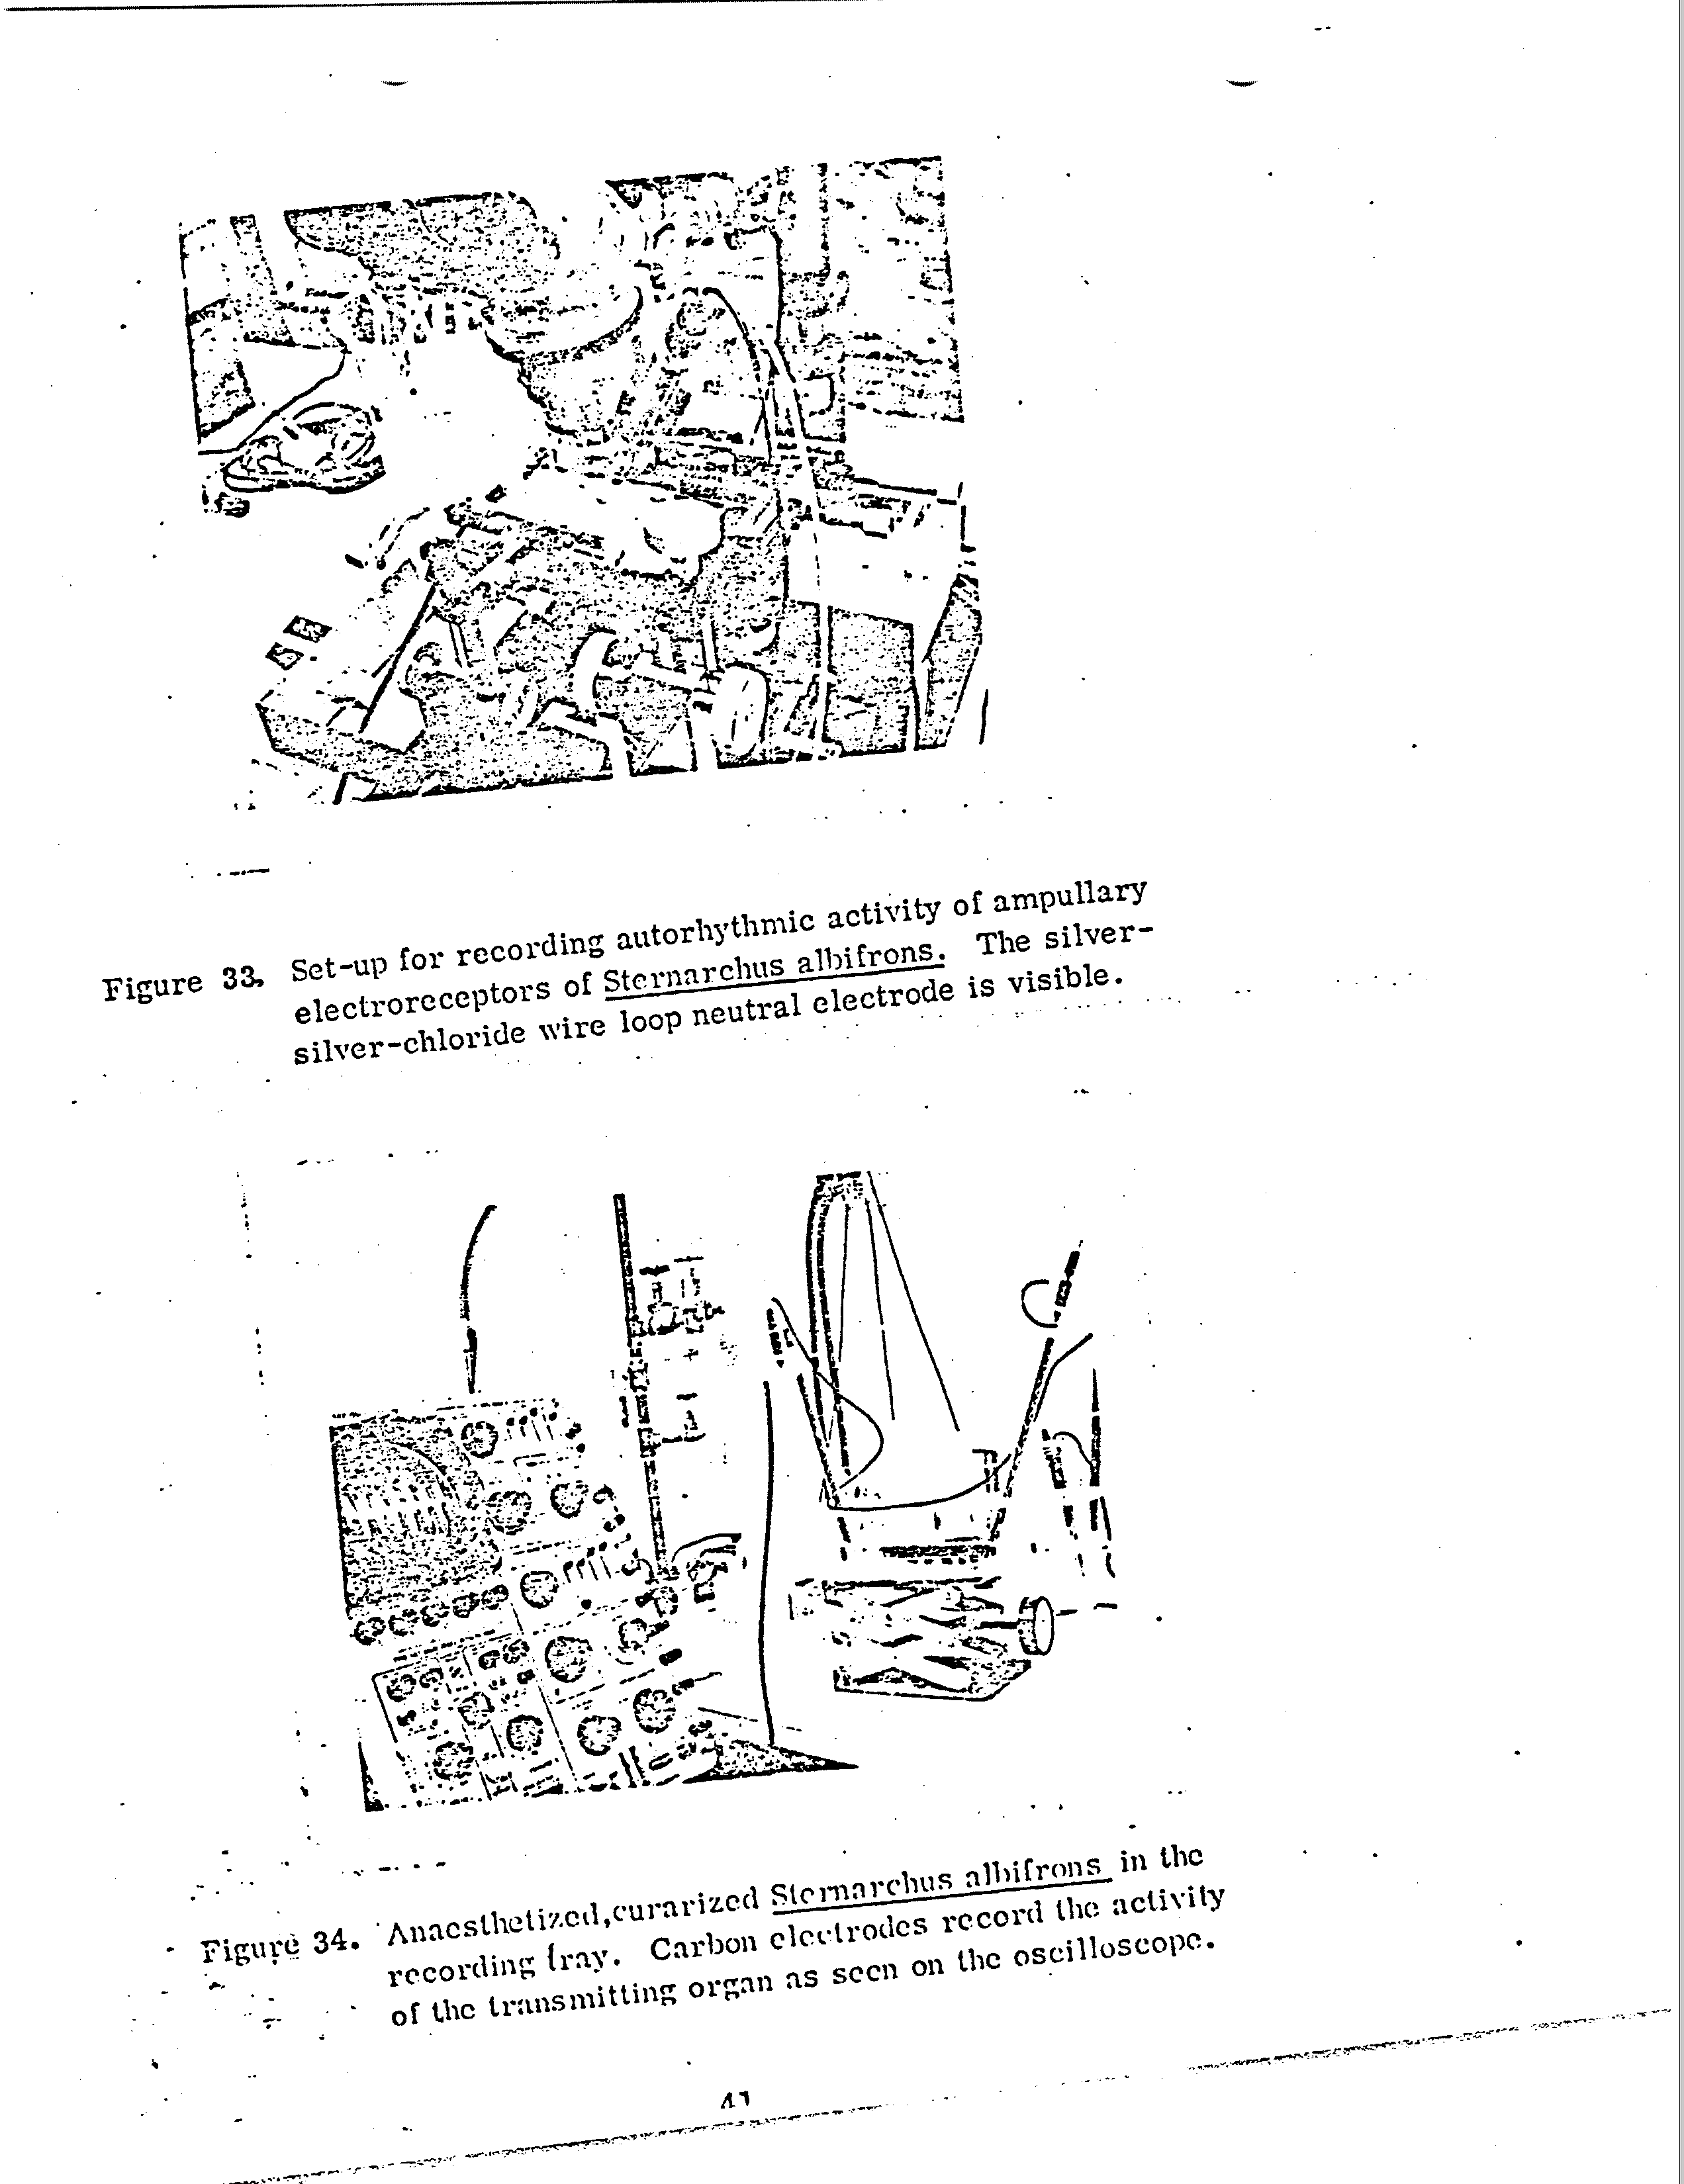 Figure 33. Set-up for recording autorhythmic activity of ampullary
electroreceptors of Sternarchus albifrons. The silver-
silver-chloride wire loop neutral electrode is visible.
Figure 34. Anaesthetized,curarized Sternarchus albifrons in the
recording tray. Carbon electrodes record the activity
of the transmitting organ as seen on the oscilloscope.